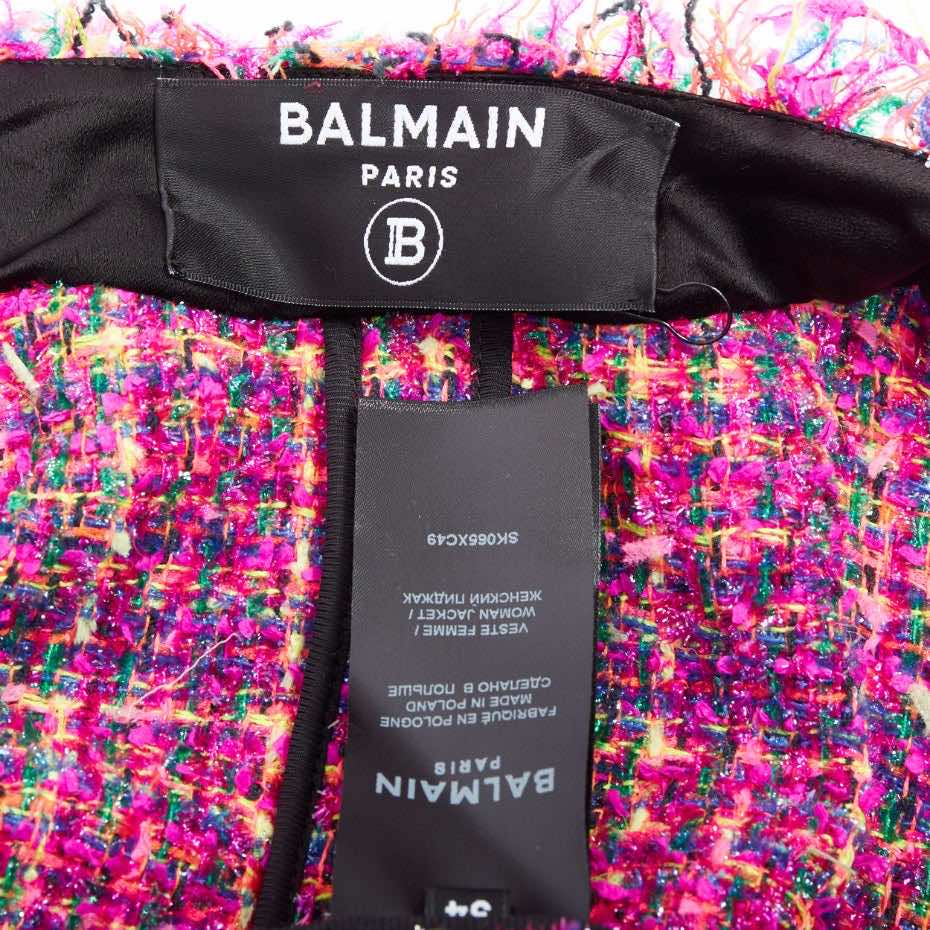 BALMAIN
PARIS
B
BALMAIN
PARIS
FABRIQUÉ EN POLOGNE
MADE IN POLAND
СДЕЛАНО В ПОЛЬШЕ
VESTE FEMME /
WOMAN JACKET /
ЖЕНСКИЙ ПИДЖАК
SK065XC49
34